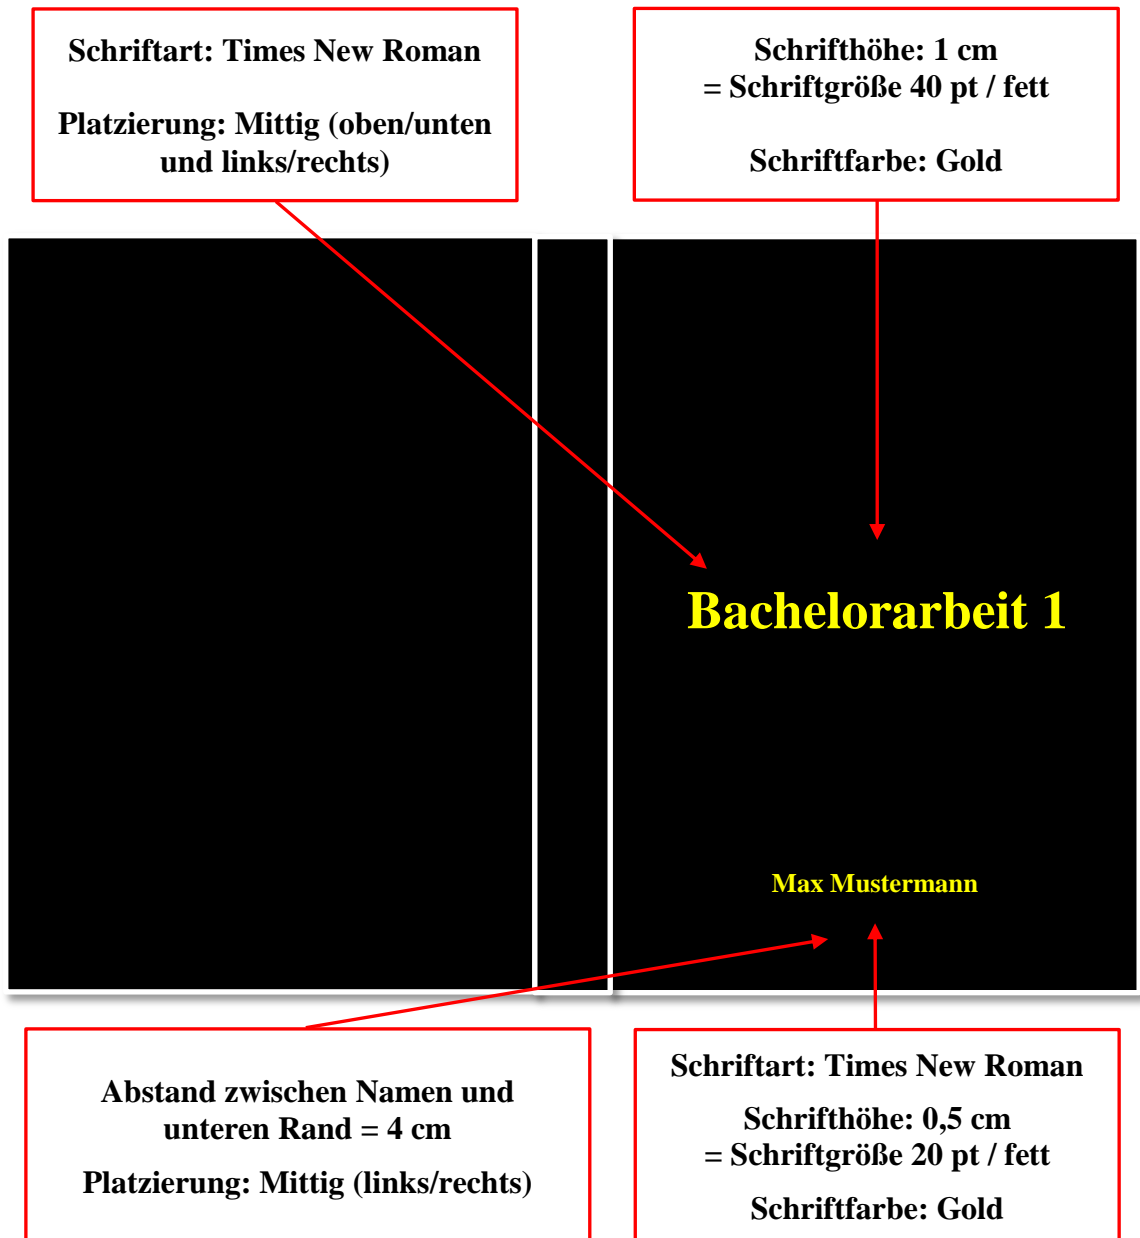 Schriftart: Times New Roman
Platzierung: Mittig (oben/unten
und links/rechts)
Schrifthöhe: 1 cm
= Schriftgröße 40 pt / fett
Schriftfarbe: Gold
Bachelorarbeit 1
Max Mustermann
Abstand zwischen Namen und
unteren Rand = 4 cm
Platzierung: Mittig (links/rechts)
Schriftart: Times New Roman
Schrifthöhe: 0,5 cm
= Schriftgröße 20 pt / fett
Schriftfarbe: Gold